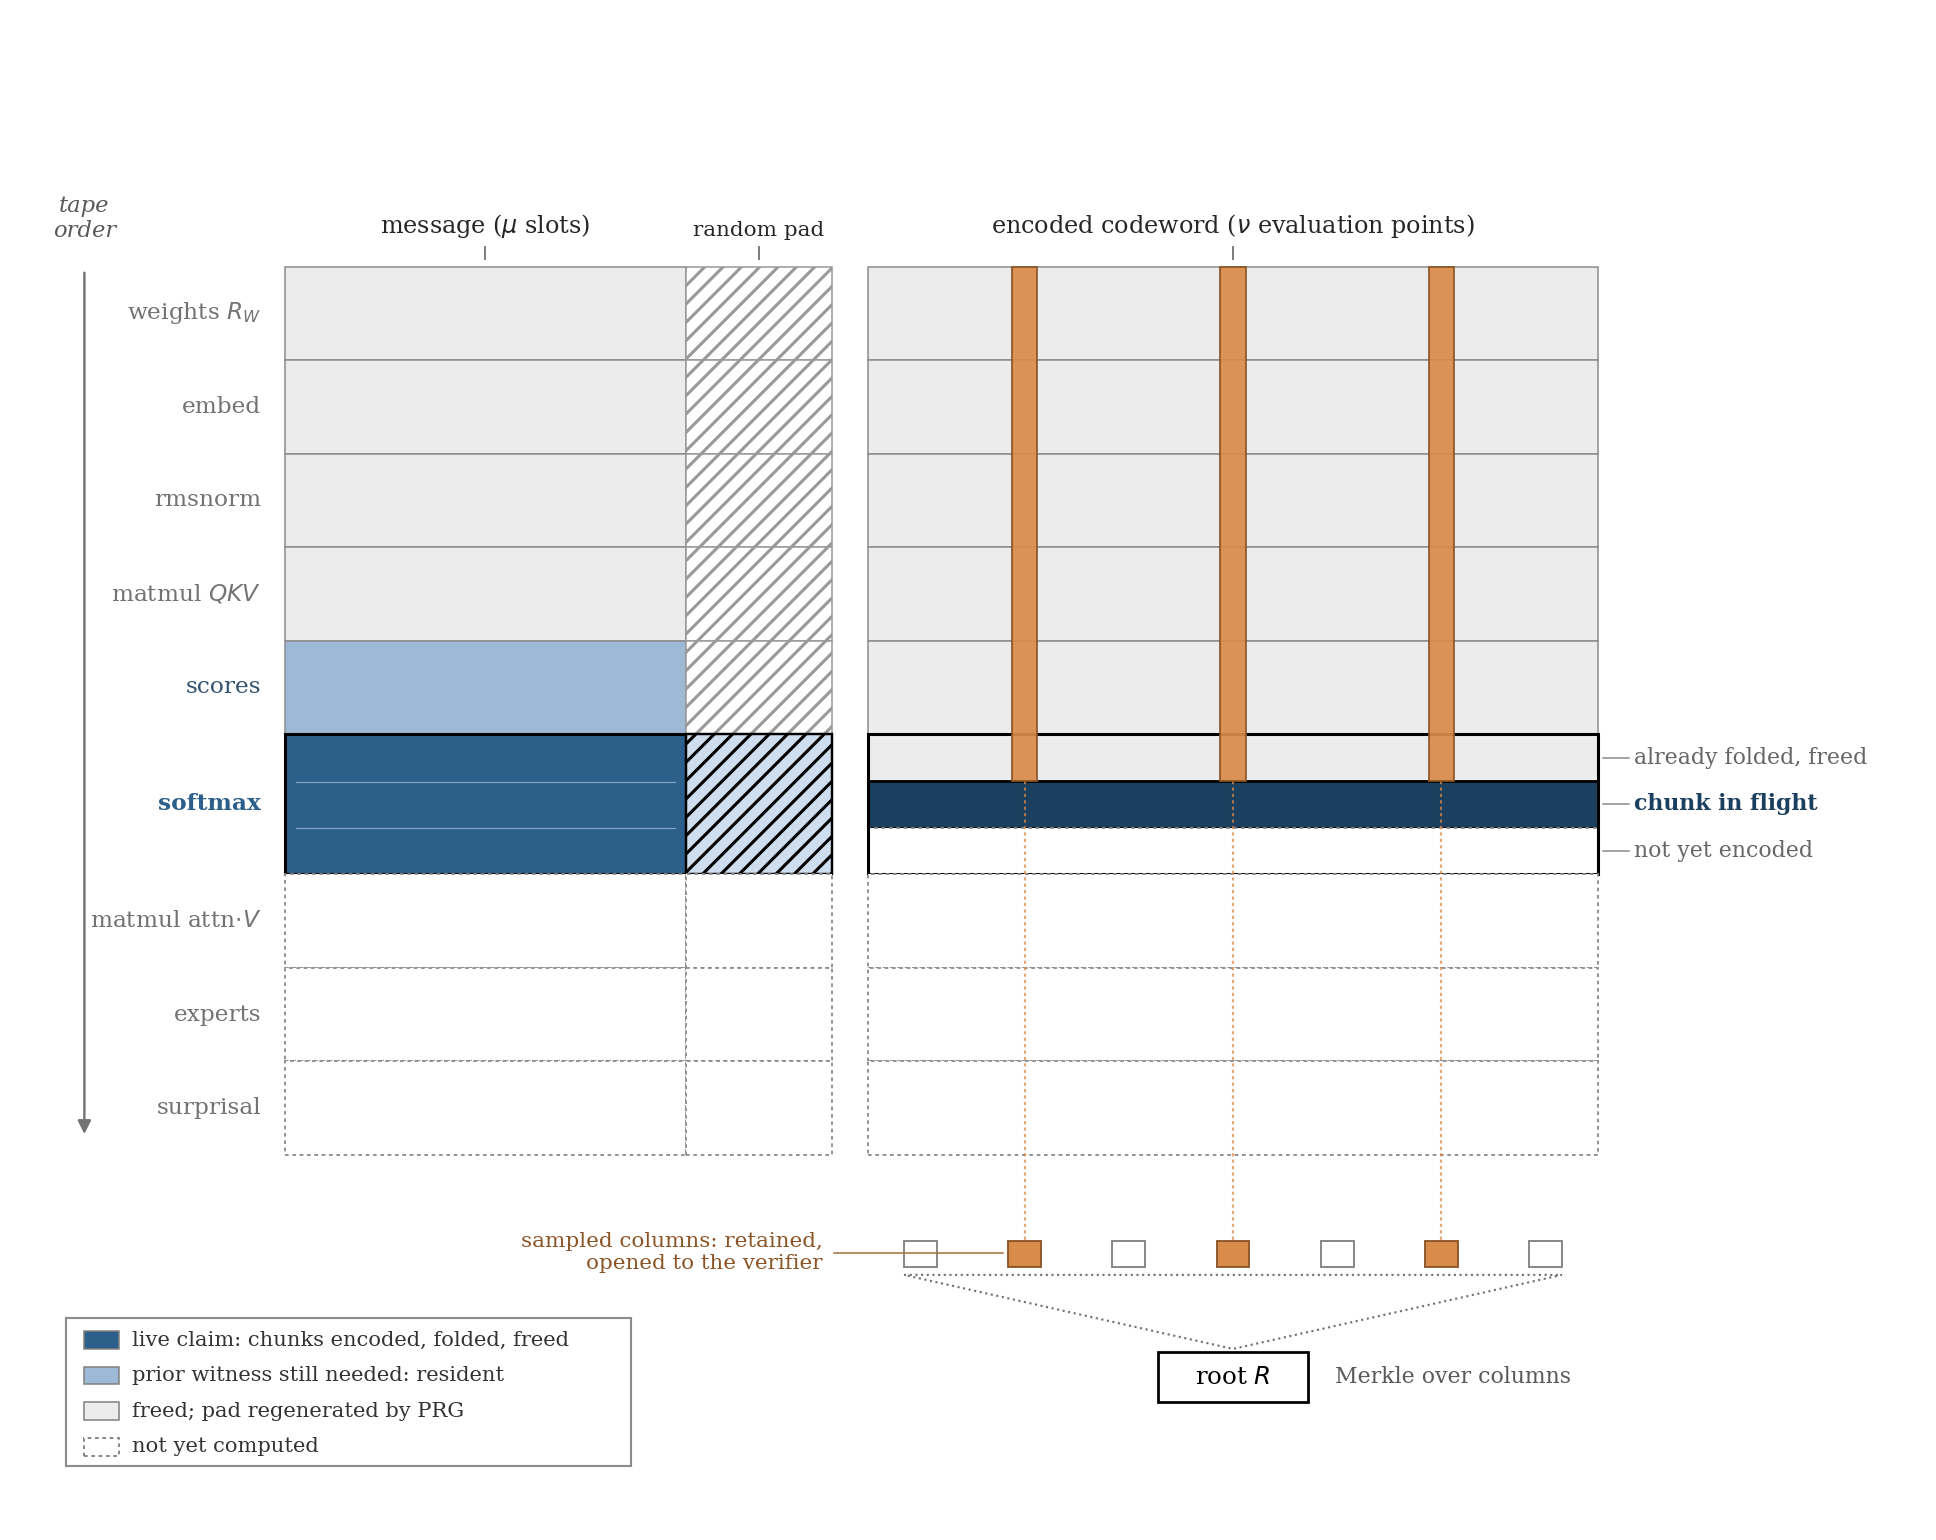 tape
order
message (μ slots)
random pad
encoded codeword (ν evaluation points)
weights R_W
embed
rmsnorm
matmul QKV
scores
softmax
already folded, freed
chunk in flight
not yet encoded
matmul attn·V
experts
surprisal
sampled columns: retained,
opened to the verifier
root R
Merkle over columns
live claim: chunks encoded, folded, freed
prior witness still needed: resident
freed; pad regenerated by PRG
not yet computed